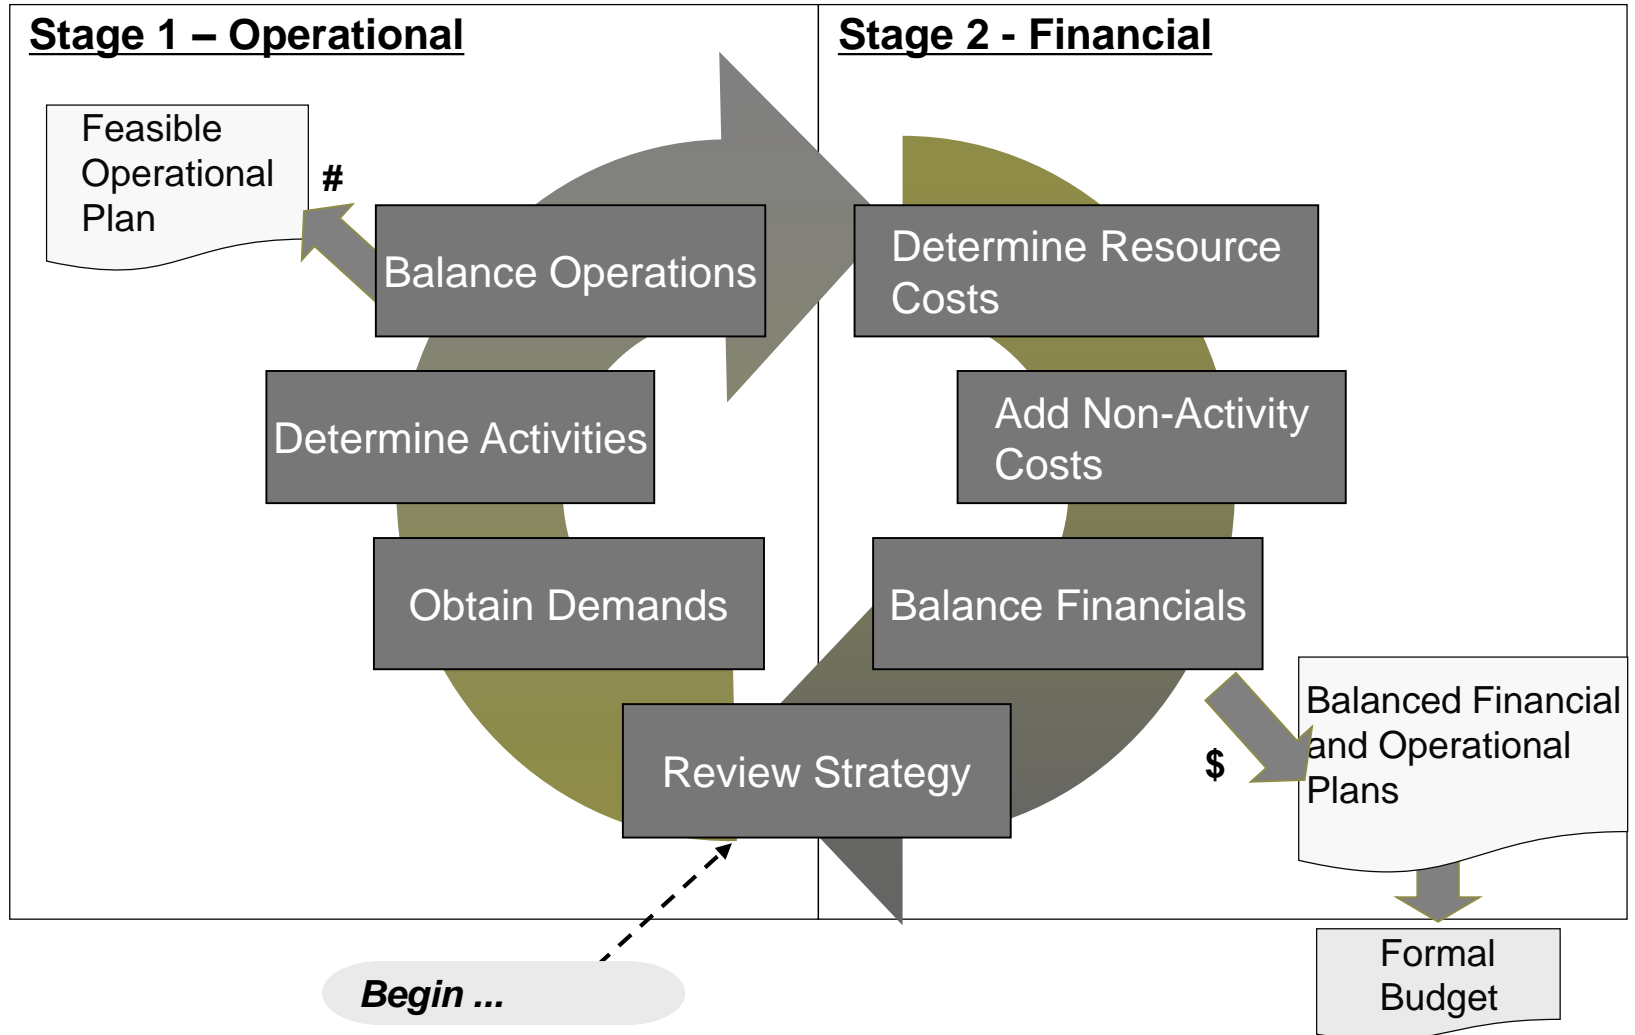 Stage 1 – Operational
Feasible
Operational
Plan
#
Balance Operations
Determine Activities
Obtain Demands
Review Strategy
Begin ...
Stage 2 - Financial
Determine Resource
Costs
Add Non-Activity
Costs
Balance Financials
$
Balanced Financial
and Operational
Plans
Formal
Budget